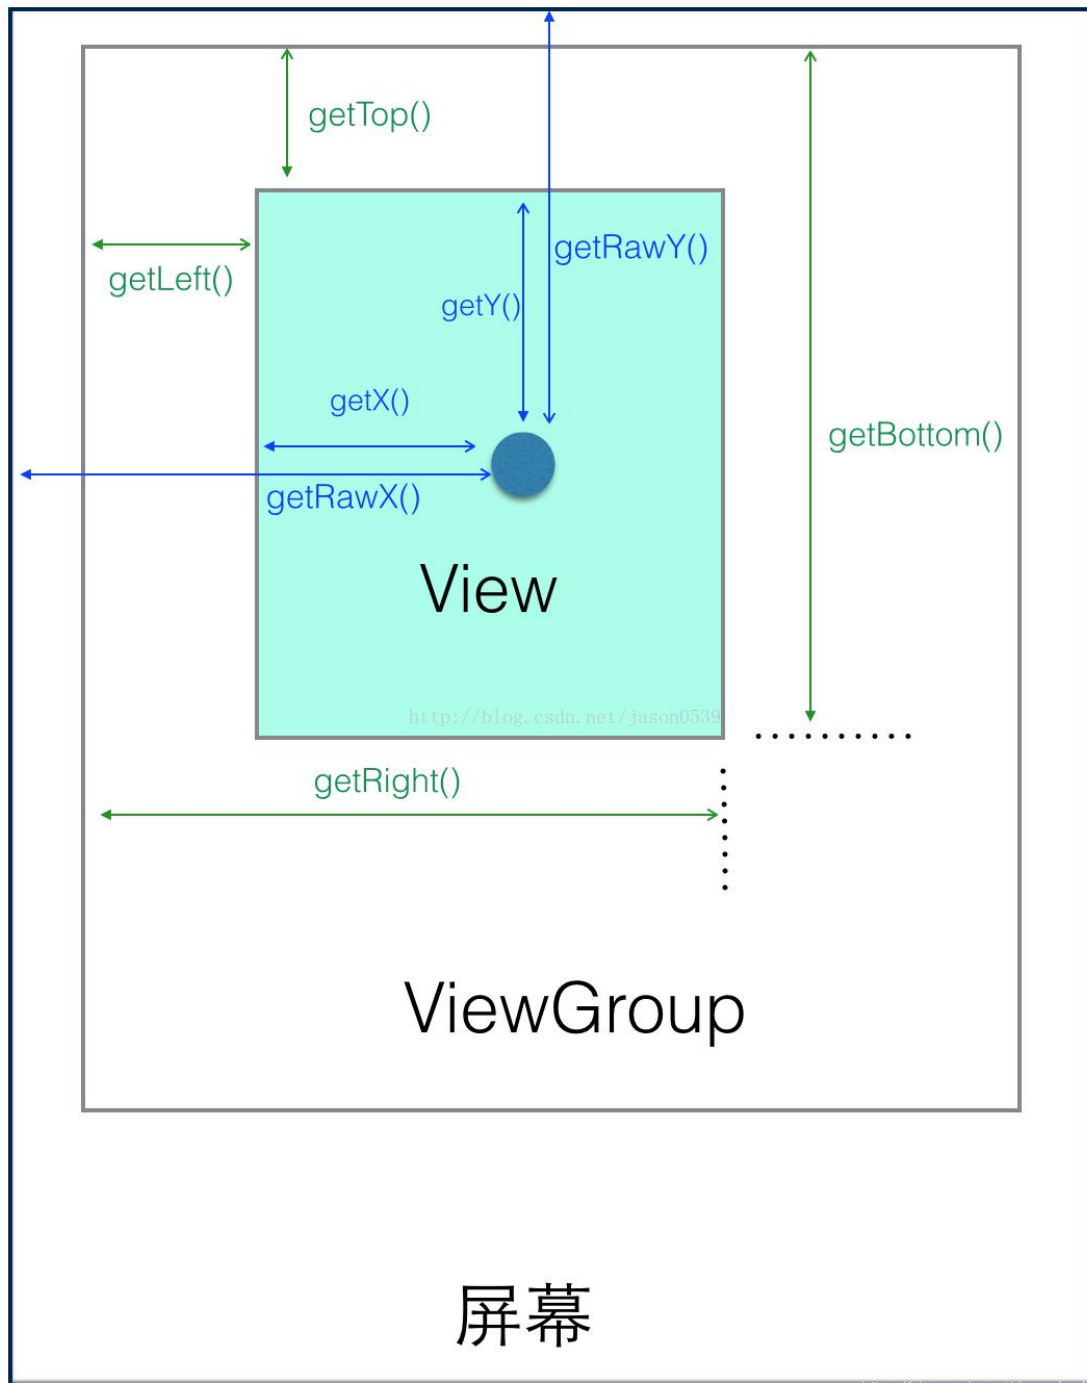 getTop()
getRawY()
getLeft()
getY()
getX()
getBottom()
getRawX()
View
http://blog.csdn.net/jason0539
getRight()
ViewGroup
屏幕